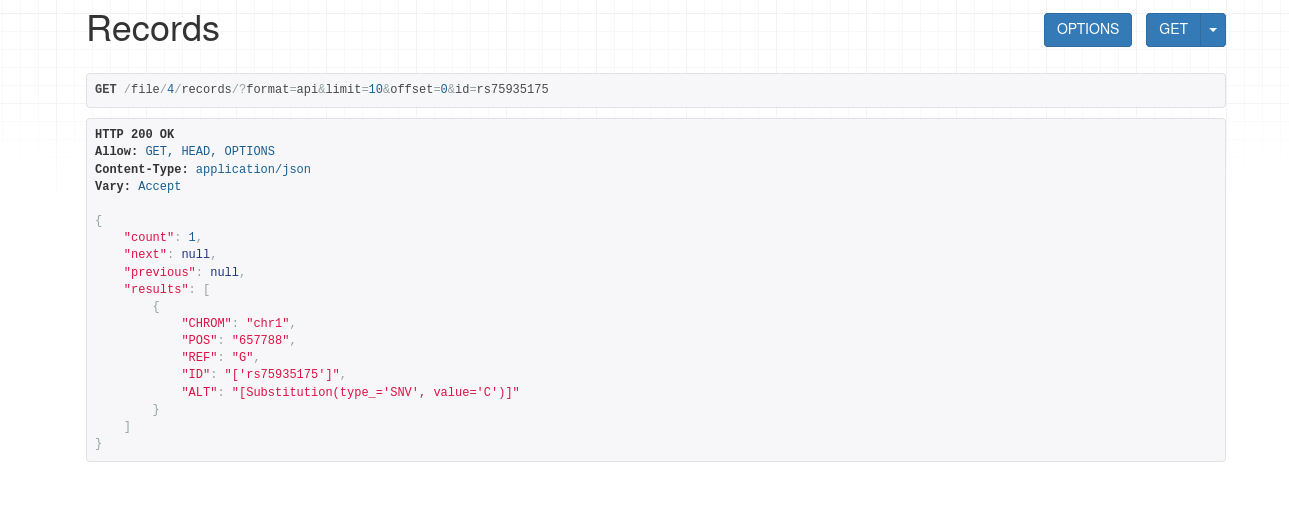 Records
OPTIONS
GET
GET /file/4/records/?format=api&limit=10&offset=0&id=rs75935175
HTTP 200 OK
Allow: GET, HEAD, OPTIONS
Content-Type: application/json
Vary: Accept
{
    "count": 1,
    "next": null,
    "previous": null,
    "results": [
        {
            "CHROM": "chr1",
            "POS": "657788",
            "REF": "G",
            "ID": "['rs75935175']",
            "ALT": "[Substitution(type_='SNV', value='C')]"
        }
    ]
}